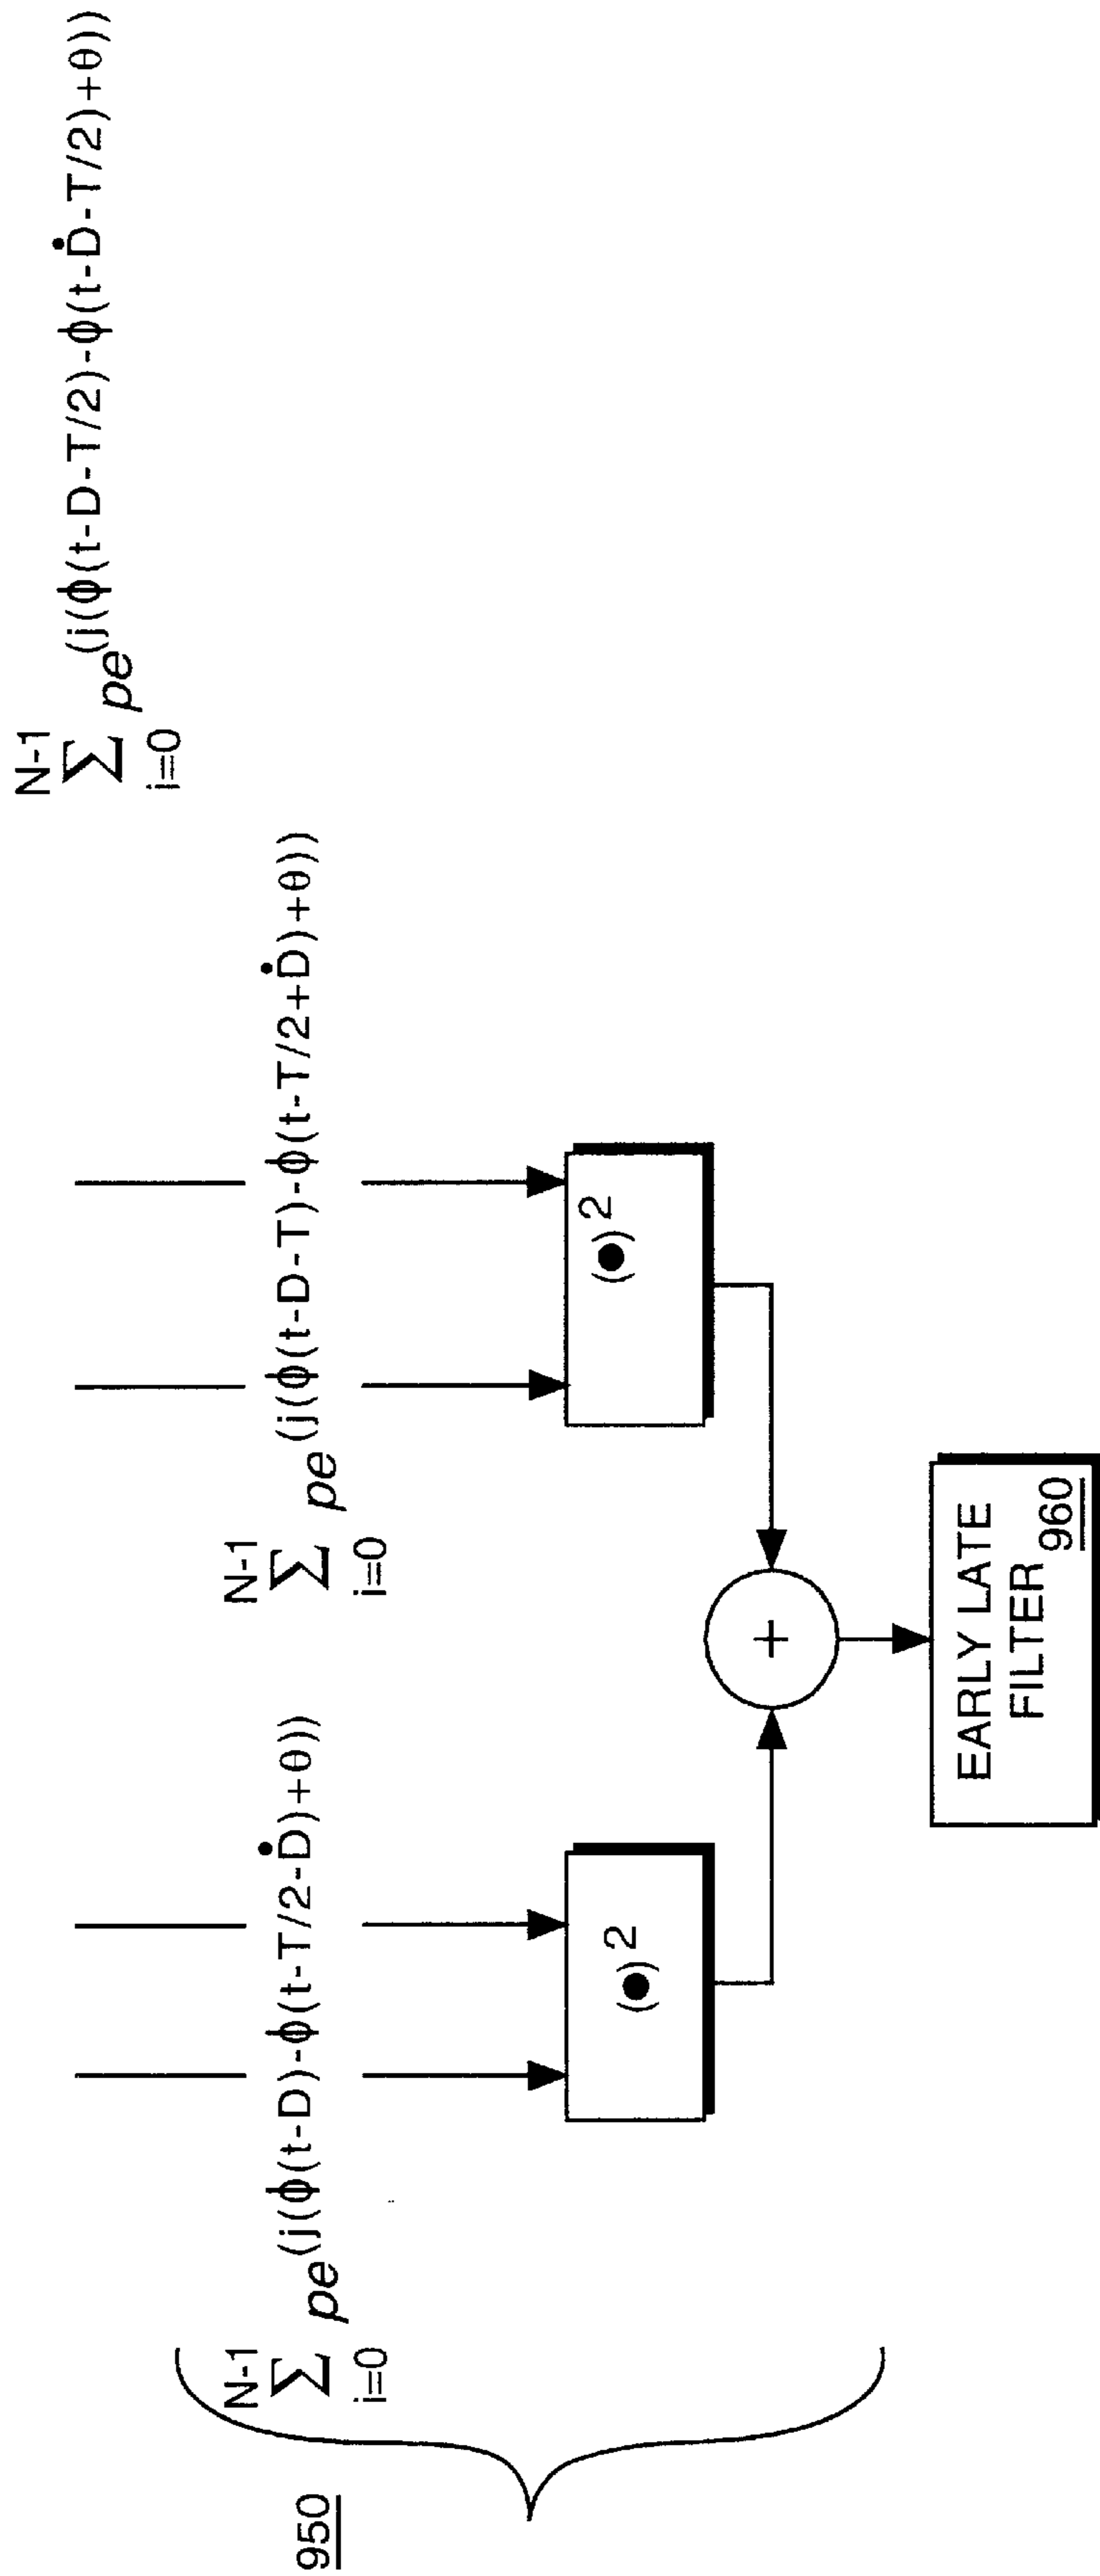 N-1
∑ pe^(j(ϕ(t-D-T/2)-ϕ(t-Ḋ-T/2)+θ))
i=0
950
N-1
∑ pe^(j(ϕ(t-D)-ϕ(t-T/2-Ḋ)+θ))
i=0
N-1
∑ pe^(j(ϕ(t-D-T)-ϕ(t-T/2+Ḋ)+θ))
i=0
(●)²
(●)²
+
EARLY LATE
FILTER
960